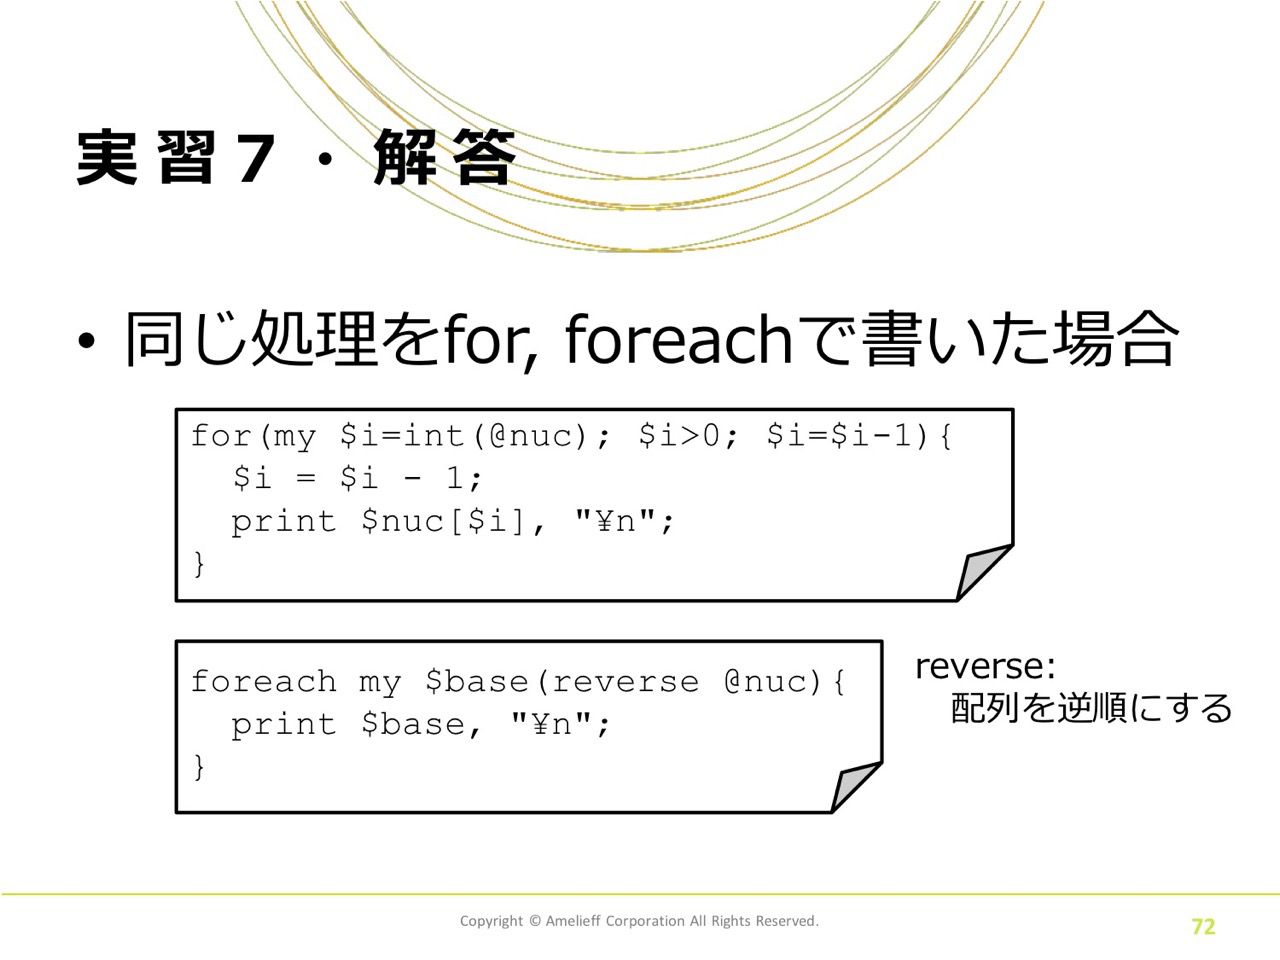 実習７・解答
• 同じ処理をfor, foreachで書いた場合
for(my $i=int(@nuc); $i>0; $i=$i-1){
  $i = $i - 1;
  print $nuc[$i], "¥n";
}
foreach my $base(reverse @nuc){
  print $base, "¥n";
}
reverse:
配列を逆順にする
Copyright © Amelieff Corporation All Rights Reserved.
72